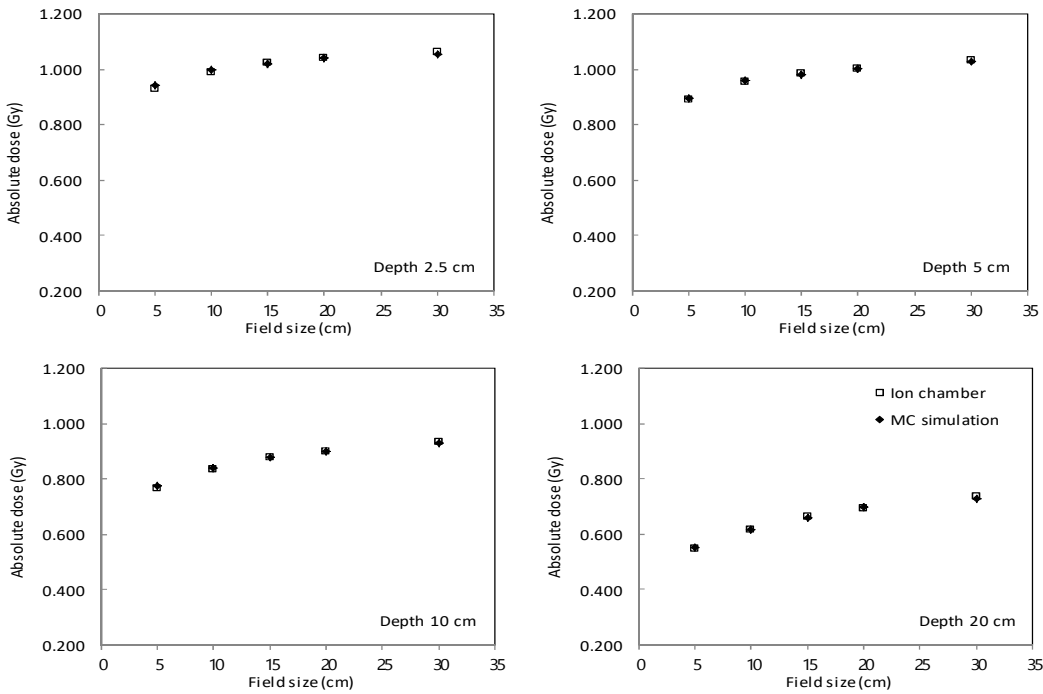 1.200
1.000
0.800
0.600
0.400
0.200
Absolute dose (Gy)
Depth 2.5 cm
0 5 10 15 20 25 30 35
Field size (cm)
1.200
1.000
0.800
0.600
0.400
0.200
Absolute dose (Gy)
Depth 5 cm
0 5 10 15 20 25 30 35
Field size (cm)
1.200
1.000
0.800
0.600
0.400
0.200
Absolute dose (Gy)
Depth 10 cm
0 5 10 15 20 25 30 35
Field size (cm)
1.200
1.000
0.800
0.600
0.400
0.200
Absolute dose (Gy)
Ion chamber
MC simulation
Depth 20 cm
0 5 10 15 20 25 30 35
Field size (cm)